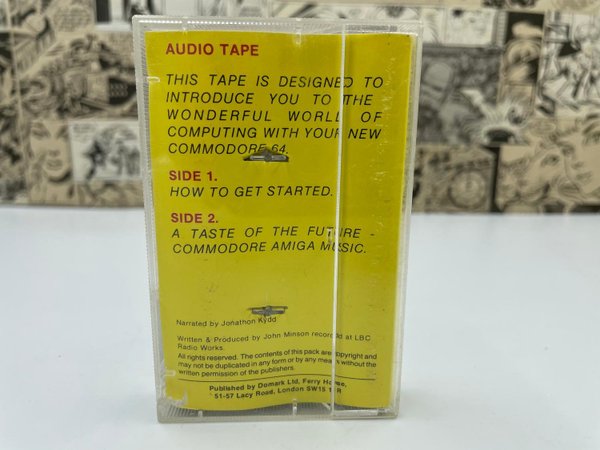 AUDIO TAPE
THIS TAPE IS DESIGNED TO
INTRODUCE YOU TO THE
WONDERFUL WORLD OF
COMPUTING WITH YOUR NEW
COMMODORE 64.
SIDE 1.
HOW TO GET STARTED.
SIDE 2.
A TASTE OF THE FUTURE -
COMMODORE AMIGA MUSIC.
Narrated by Jonathon Kydd
Written & Produced by John Minson recorded at LBC
Radio Works.
All rights reserved. The contents of this pack are copyright and
may not be duplicated in any form or by any means without the
written permission of the publishers.
Published by Domark Ltd, Ferry House,
51-57 Lacy Road, London SW15